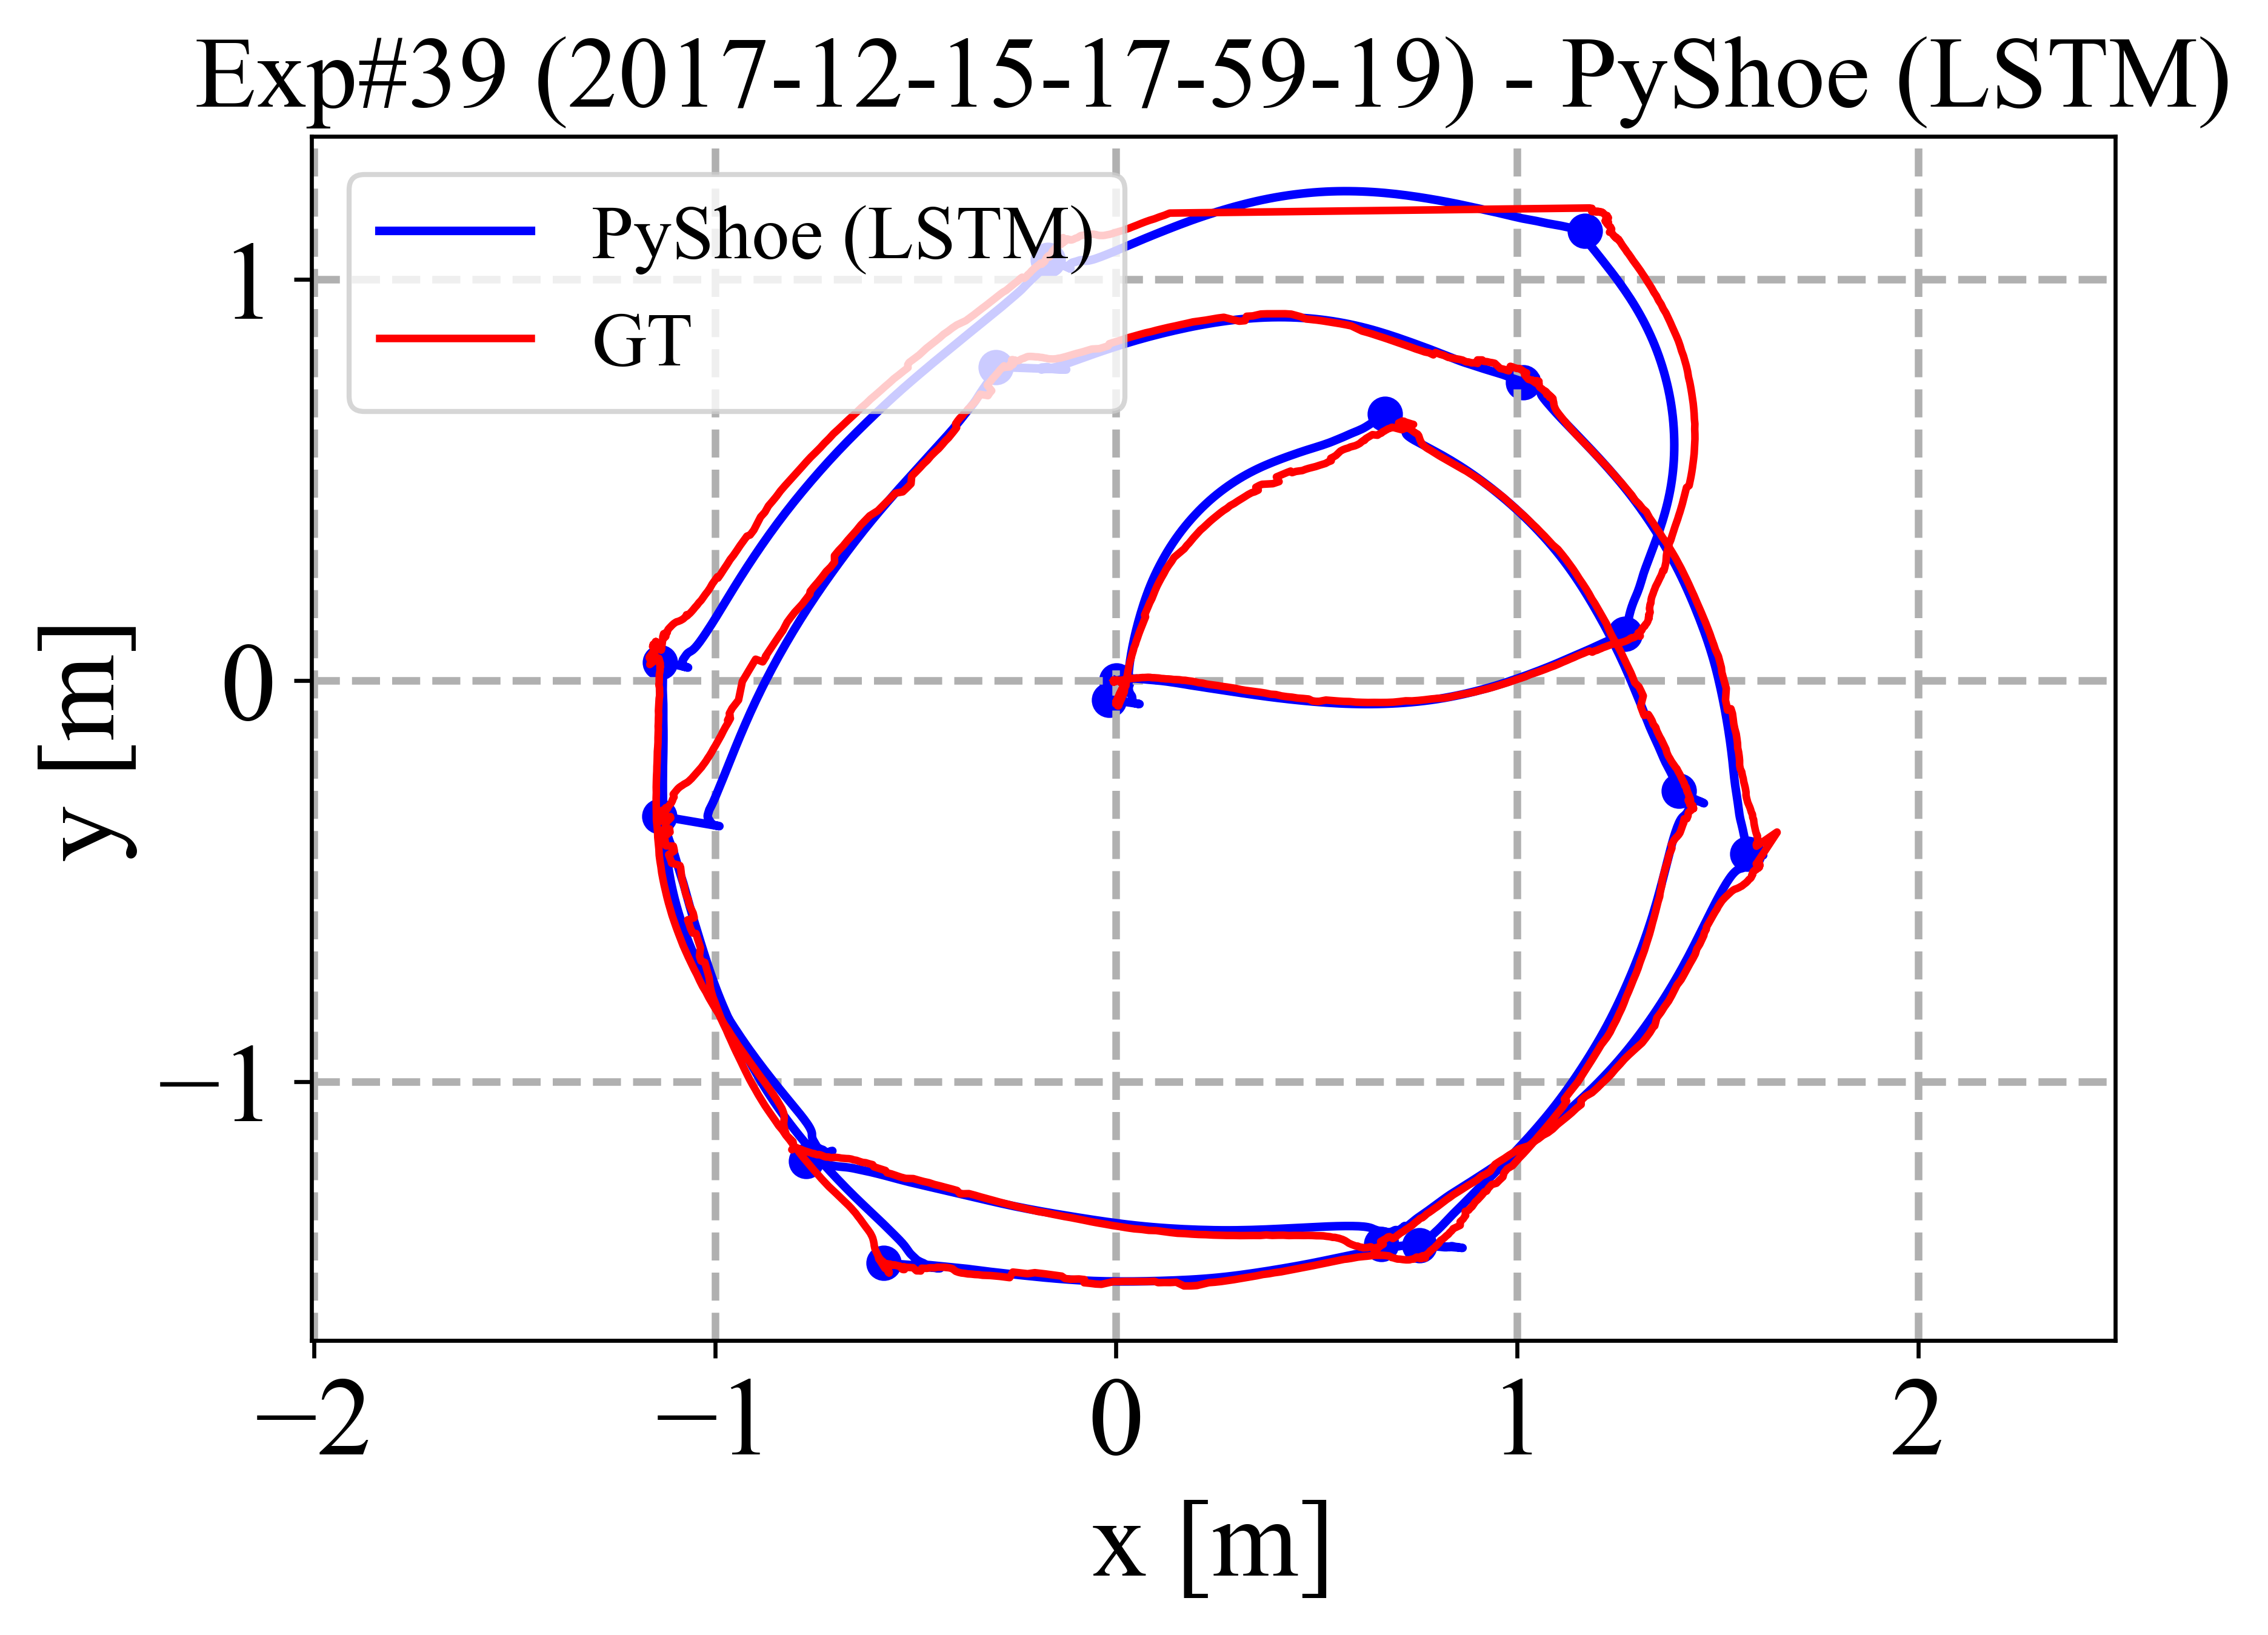 Exp#39 (2017-12-15-17-59-19) - PyShoe (LSTM)
PyShoe (LSTM)
GT
y [m]
1
0
−1
−2 −1 0 1 2
x [m]